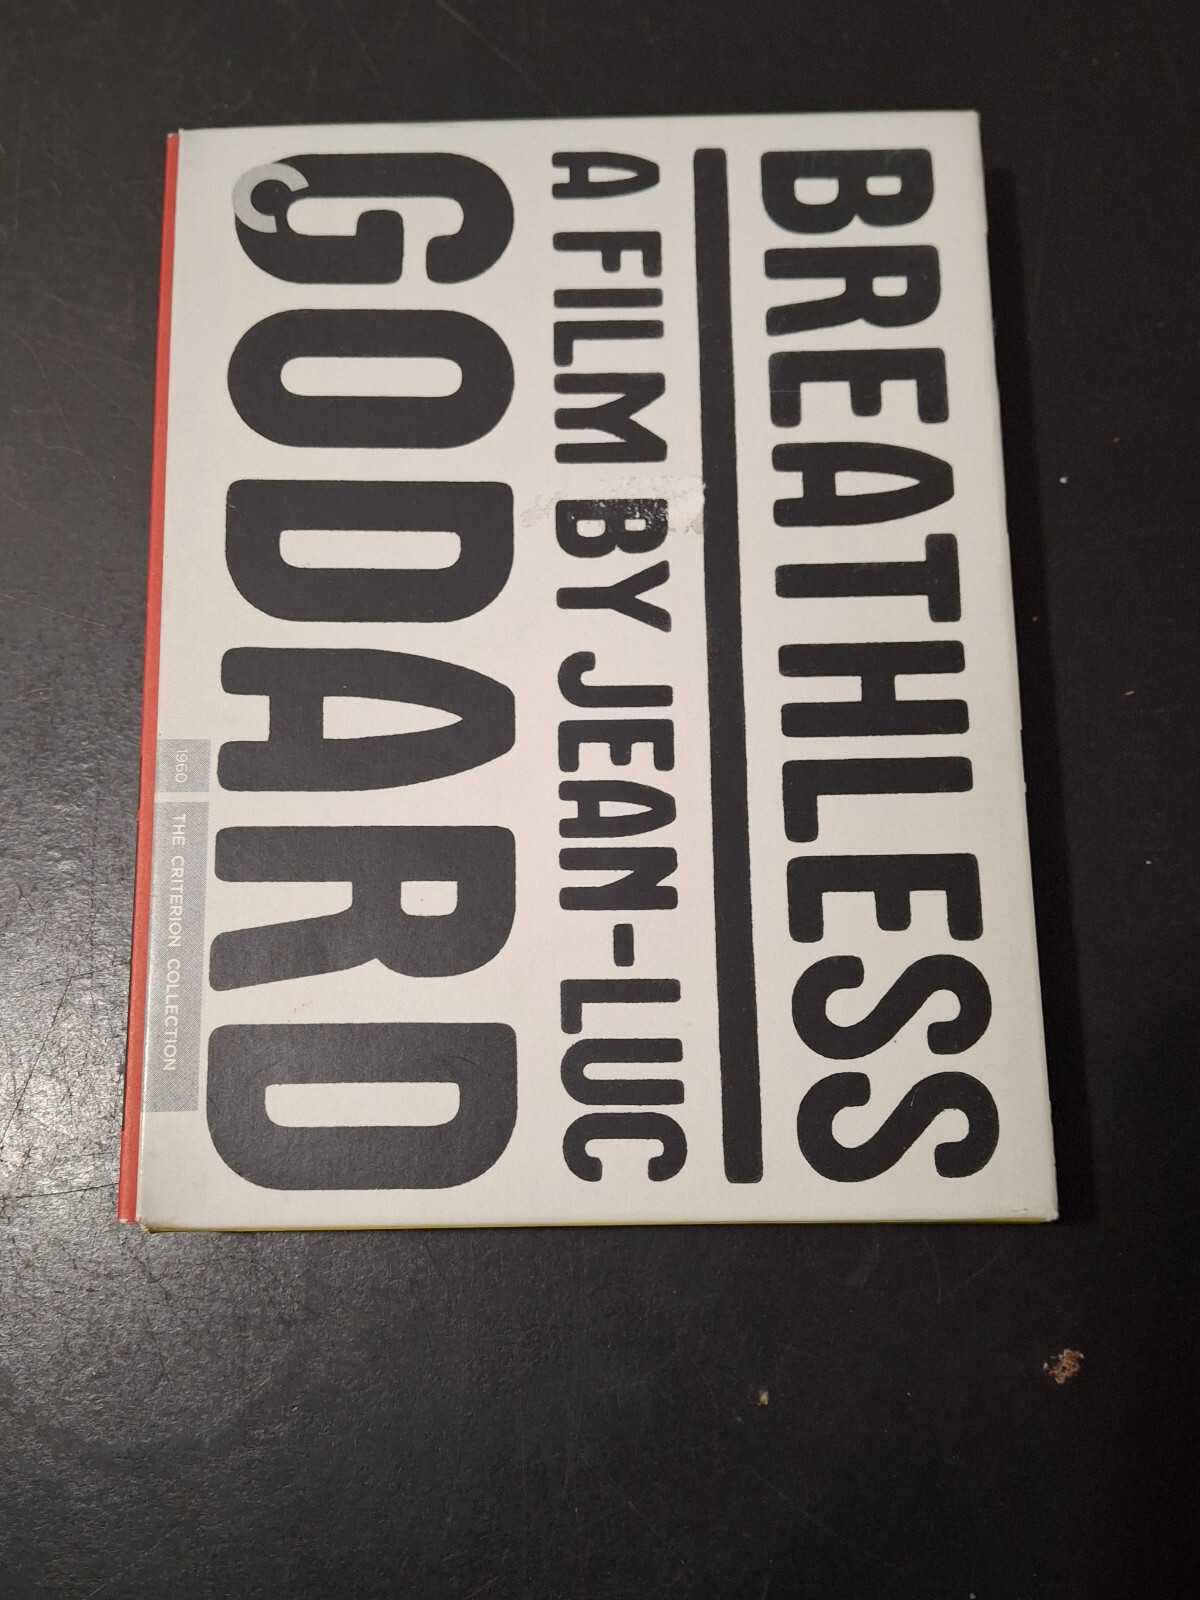 BREATHLESS
A FILM BY JEAN-LUC
GODARD
1960 THE CRITERION COLLECTION